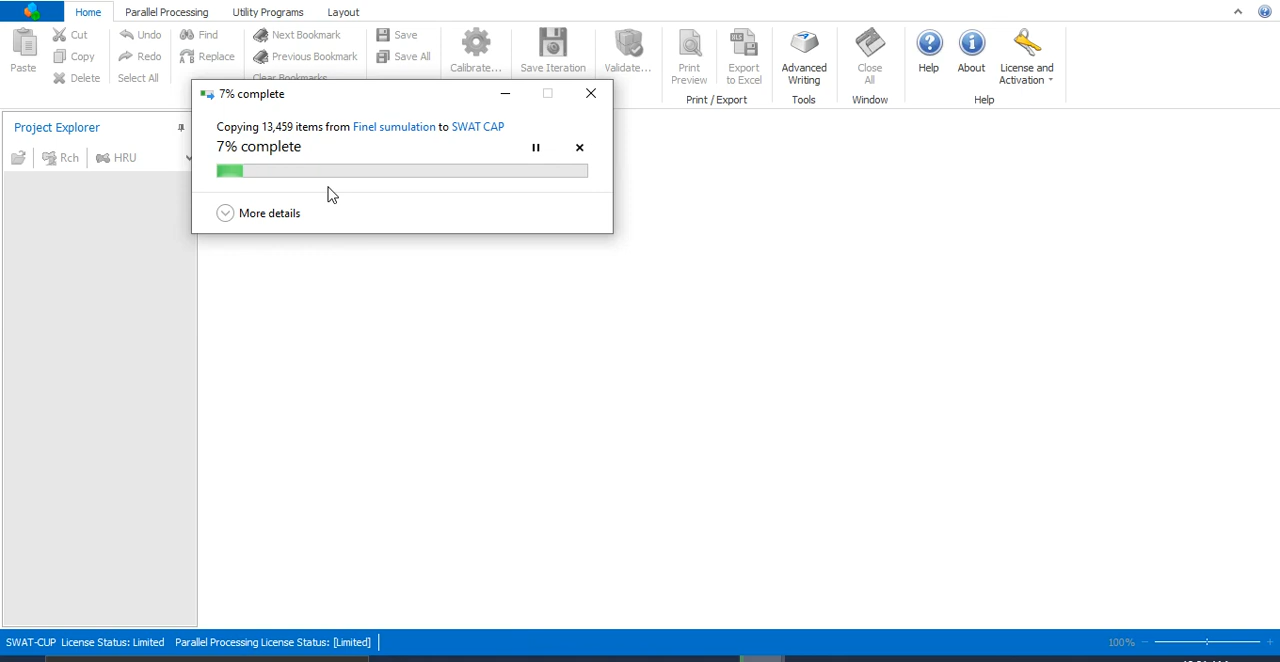 Home Parallel Processing Utility Programs Layout
Paste
Cut
Copy
Delete
Undo
Redo
Select All
Find
Replace
Next Bookmark
Previous Bookmark
Clear Bookmarks
Save
Save All
Calibrate...
Save Iteration
Validate...
Print Preview
Export to Excel
Print / Export
Advanced Writing
Tools
Close All
Window
Help
About
License and Activation
Help
7% complete
Copying 13,459 items from Finel sumulation to SWAT CAP
7% complete
More details
Project Explorer
Rch HRU
SWAT-CUP License Status: Limited Parallel Processing License Status: [Limited]
100%